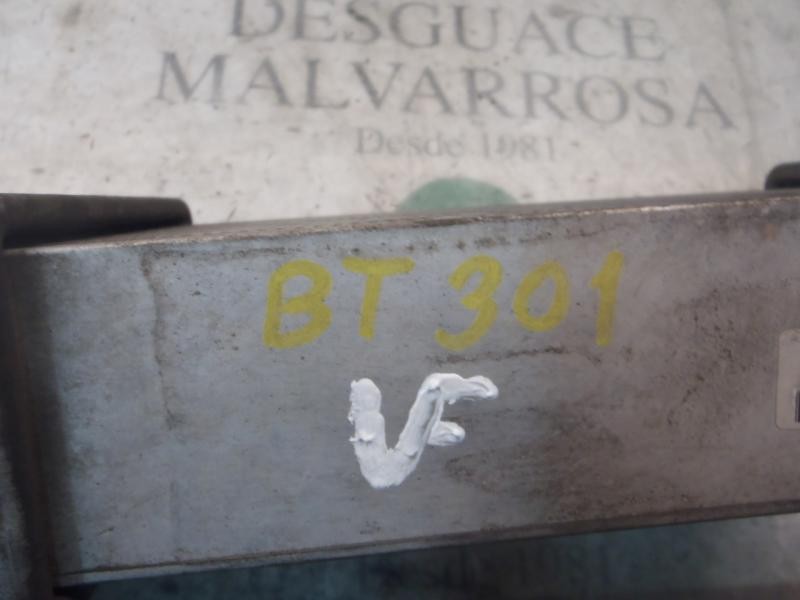 DESGUACE
MALVARROSA
Desde 1981
BT 301
VF